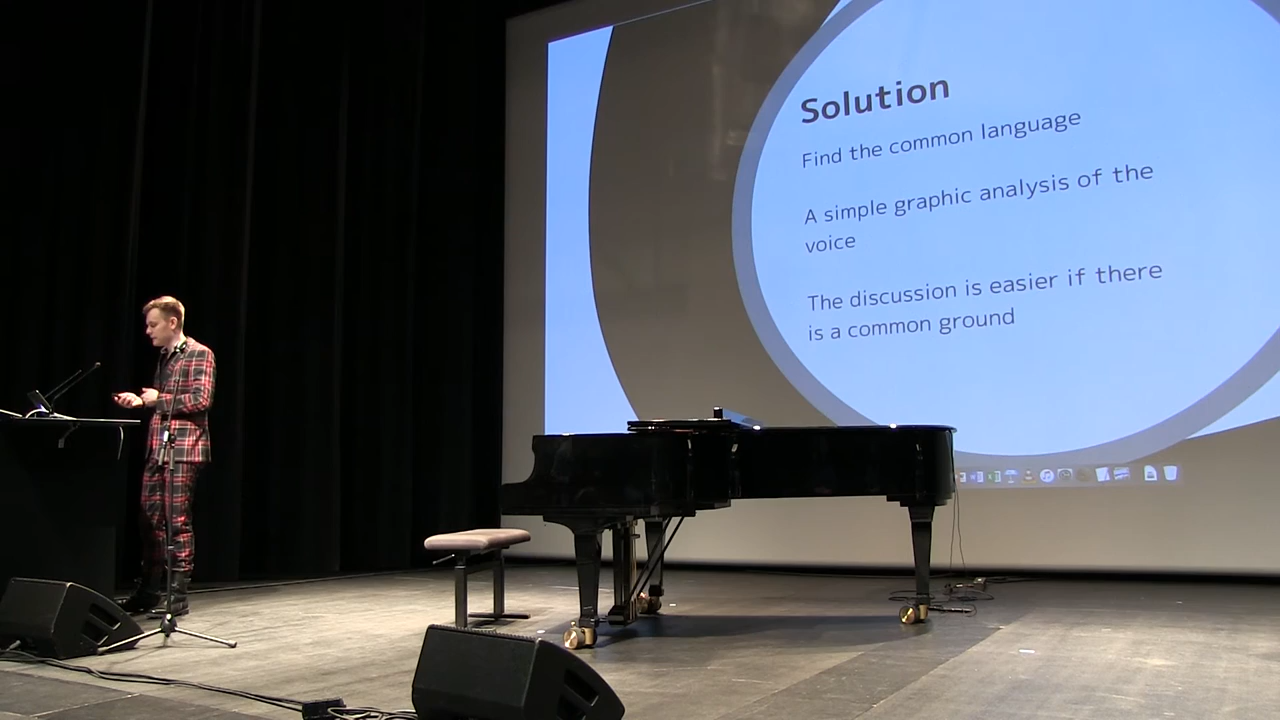 Solution
Find the common language
A simple graphic analysis of the
voice
The discussion is easier if there
is a common ground